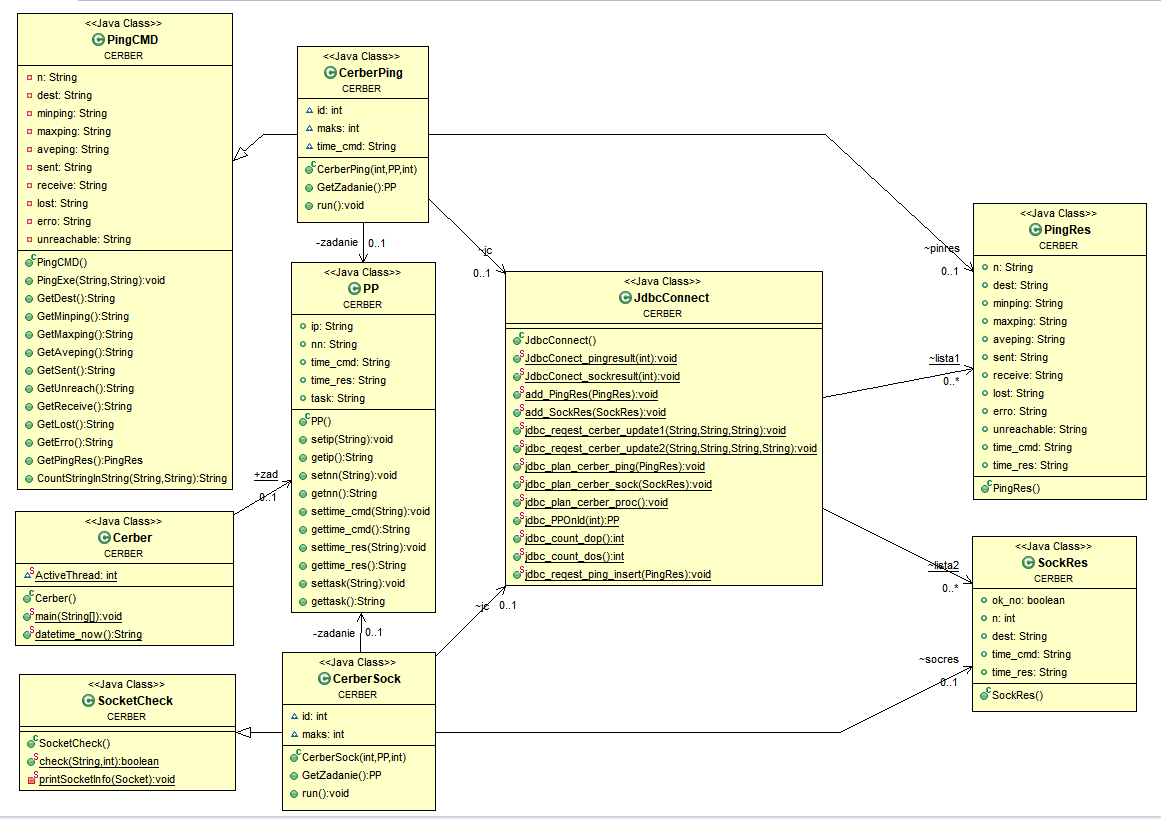 <<Java Class>>
PingCMD
CERBER
n: String
dest: String
minping: String
maxping: String
aveping: String
sent: String
receive: String
lost: String
erro: String
unreachable: String
PingCMD()
PingExe(String,String):void
GetDest():String
GetMinping():String
GetMaxping():String
GetAveping():String
GetSent():String
GetUnreach():String
GetReceive():String
GetLost():String
GetErro():String
GetPingRes():PingRes
CountStringInString(String,String):String
<<Java Class>>
CerberPing
CERBER
id: int
maks: int
time_cmd: String
CerberPing(int,PP,int)
GetZadanie():PP
run():void
-zadanie
0..1
~jc
0..1
~pinres
0..1
<<Java Class>>
PP
CERBER
ip: String
nn: String
time_cmd: String
time_res: String
task: String
PP()
setip(String):void
getip():String
setnn(String):void
getnn():String
settime_cmd(String):void
gettime_cmd():String
settime_res(String):void
gettime_res():String
settask(String):void
gettask():String
<<Java Class>>
JdbcConnect
CERBER
JdbcConnect()
JdbcConect_pingresult(int):void
JdbcConect_sockresult(int):void
add_PingRes(PingRes):void
add_SockRes(SockRes):void
jdbc_reqest_cerber_update1(String,String,String):void
jdbc_reqest_cerber_update2(String,String,String,String):void
jdbc_plan_cerber_ping(PingRes):void
jdbc_plan_cerber_sock(SockRes):void
jdbc_plan_cerber_proc():void
jdbc_PPOnId(int):PP
jdbc_count_dop():int
jdbc_count_dos():int
jdbc_reqest_ping_insert(PingRes):void
<<Java Class>>
PingRes
CERBER
n: String
dest: String
minping: String
maxping: String
aveping: String
sent: String
receive: String
lost: String
erro: String
unreachable: String
time_cmd: String
time_res: String
PingRes()
~lista1
0..*
+zad
0..1
<<Java Class>>
Cerber
CERBER
ActiveThread: int
Cerber()
main(String[]):void
datetime_now():String
~lista2
0..*
<<Java Class>>
SockRes
CERBER
ok_no: boolean
n: int
dest: String
time_cmd: String
time_res: String
SockRes()
-zadanie
0..1
~jc
0..1
~socres
0..1
<<Java Class>>
CerberSock
CERBER
id: int
maks: int
CerberSock(int,PP,int)
GetZadanie():PP
run():void
<<Java Class>>
SocketCheck
CERBER
SocketCheck()
check(String,int):boolean
printSocketInfo(Socket):void